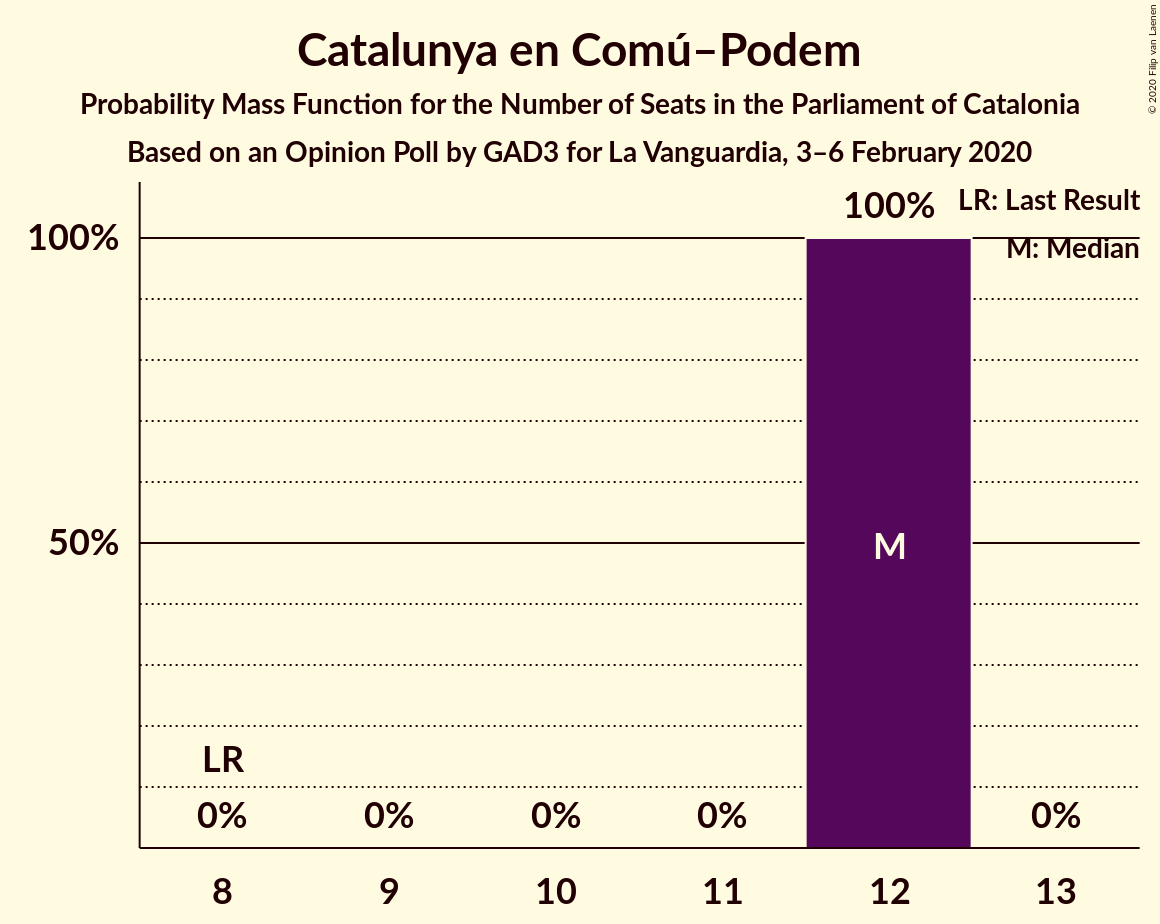 Catalunya en Comú–Podem
Probability Mass Function for the Number of Seats in the Parliament of Catalonia
Based on an Opinion Poll by GAD3 for La Vanguardia, 3–6 February 2020
© 2020 Filip van Laenen
LR: Last Result
M: Median
100%
100%
50%
M
LR
0%
0%
0%
0%
0%
8
9
10
11
12
13